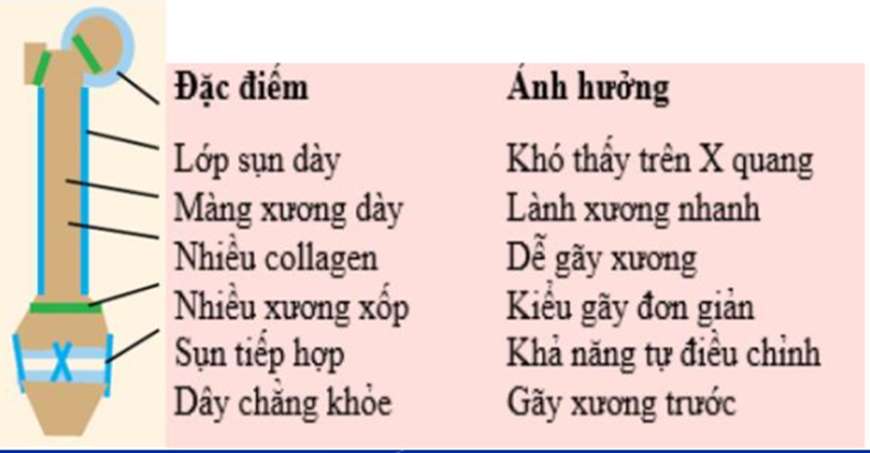 Đặc điểm Ảnh hưởng
Lớp sụn dày Khó thấy trên X quang
Màng xương dày Lành xương nhanh
Nhiều collagen Dễ gãy xương
Nhiều xương xốp Kiểu gãy đơn giản
Sụn tiếp hợp Khả năng tự điều chỉnh
Dây chằng khỏe Gãy xương trước